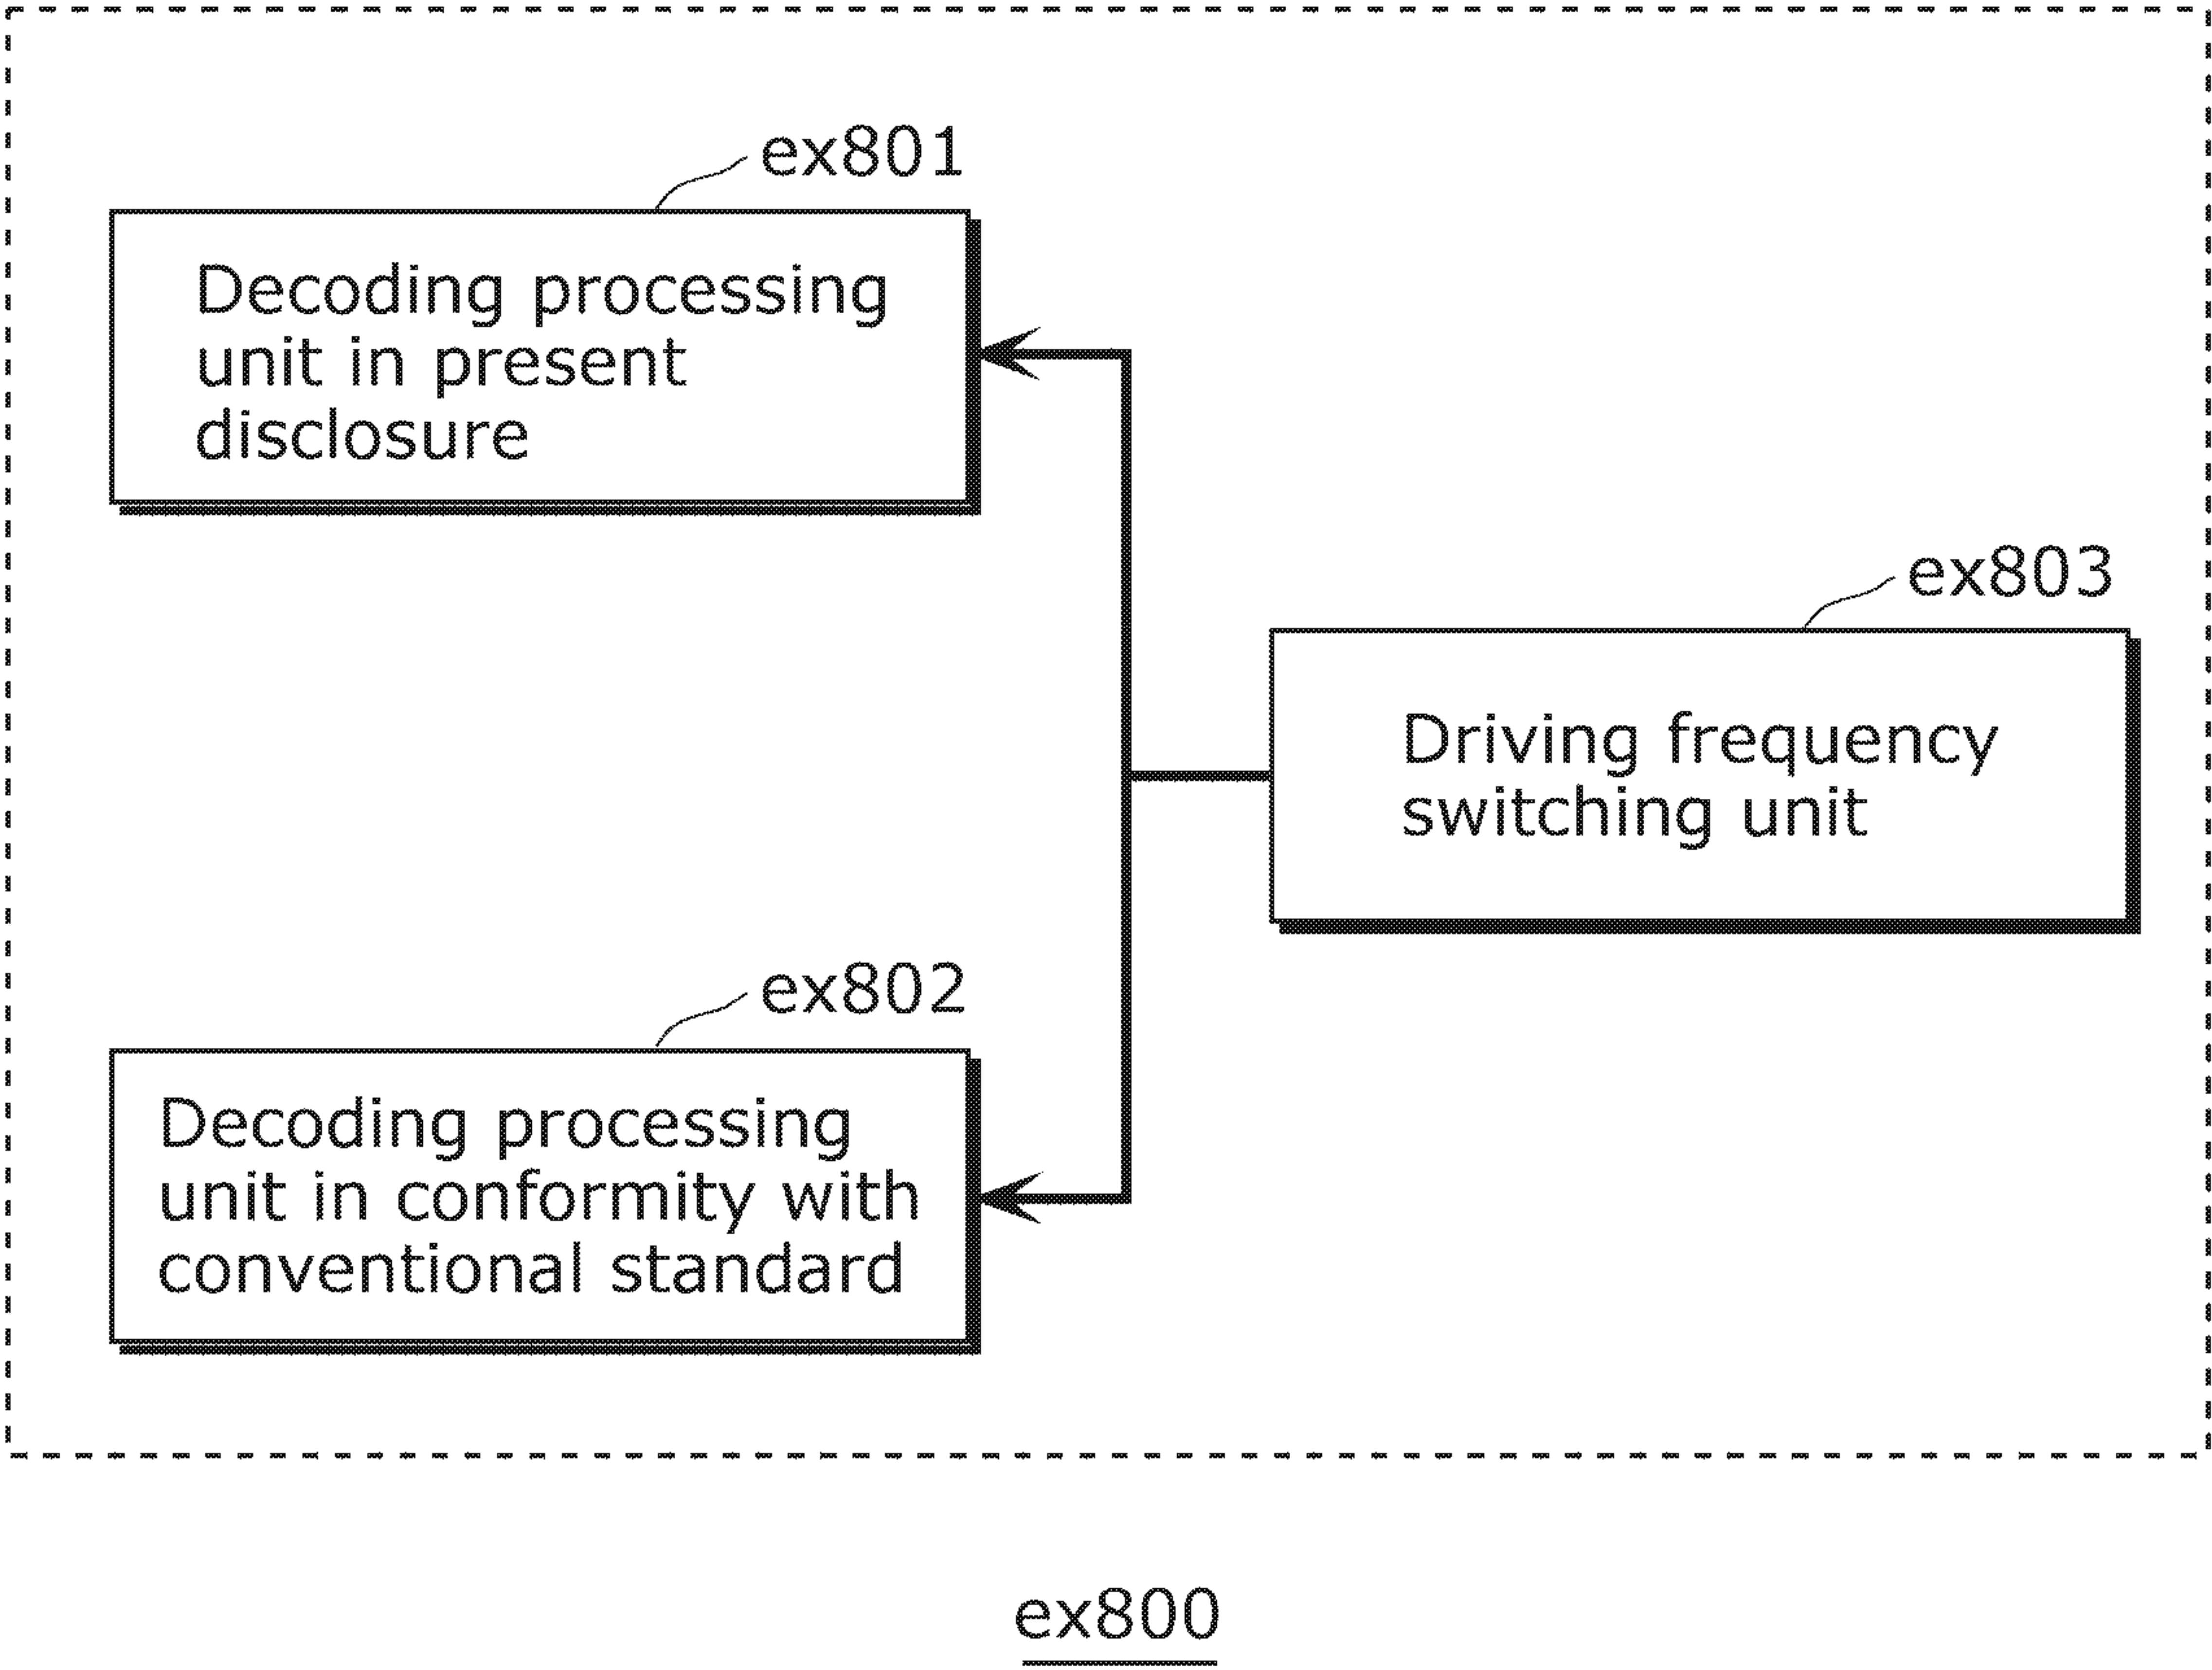 ex801
Decoding processing
unit in present
disclosure
ex803
Driving frequency
switching unit
ex802
Decoding processing
unit in conformity with
conventional standard
ex800